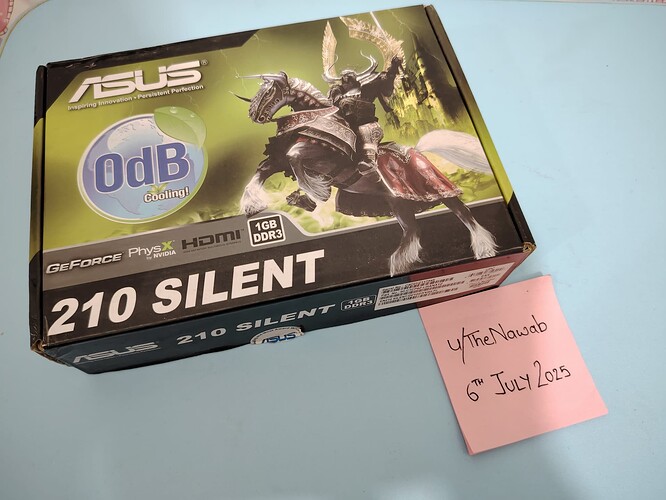 ASUS®
Inspiring Innovation • Persistent Perfection
0dB
Cooling!
GEFORCE
PhysX
by NVIDIA
HDMI
1GB
DDR3
210 SILENT
ASUS
210 SILENT
1GB
DDR3
ASUS
u/TheNawab
6TH JULY 2025